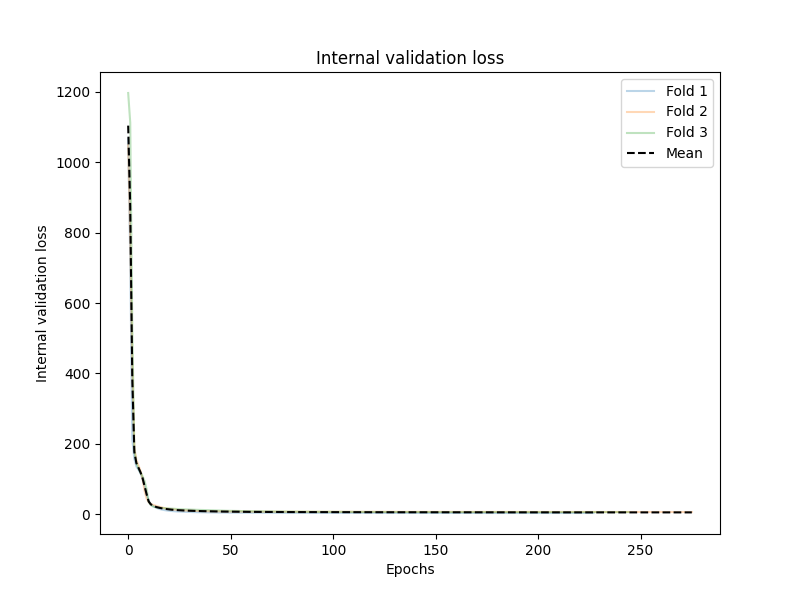 Internal validation loss
1200
1000
800
600
400
200
0
Internal validation loss
Fold 1
Fold 2
Fold 3
Mean
0 50 100 150 200 250
Epochs